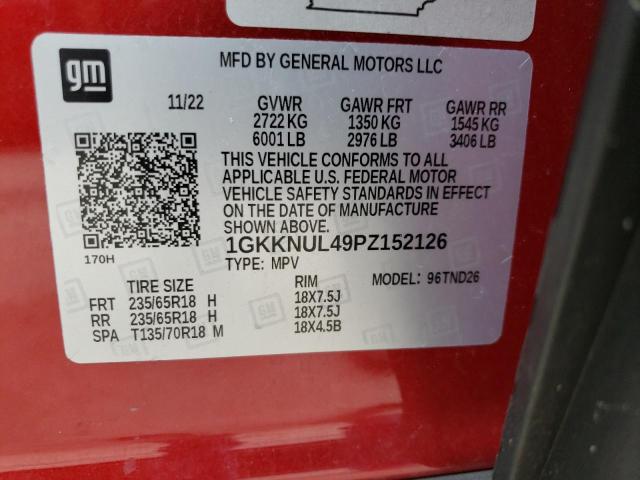 gm
MFD BY GENERAL MOTORS LLC
11/22 GVWR GAWR FRT GAWR RR
2722 KG 1350 KG 1545 KG
6001 LB 2976 LB 3406 LB
THIS VEHICLE CONFORMS TO ALL
APPLICABLE U.S. FEDERAL MOTOR
VEHICLE SAFETY STANDARDS IN EFFECT
ON THE DATE OF MANUFACTURE
SHOWN ABOVE.
1GKKNUL49PZ152126
170H TYPE: MPV
TIRE SIZE RIM MODEL: 96TND26
FRT 235/65R18 H 18X7.5J
RR 235/65R18 H 18X7.5J
SPA T135/70R18 M 18X4.5B